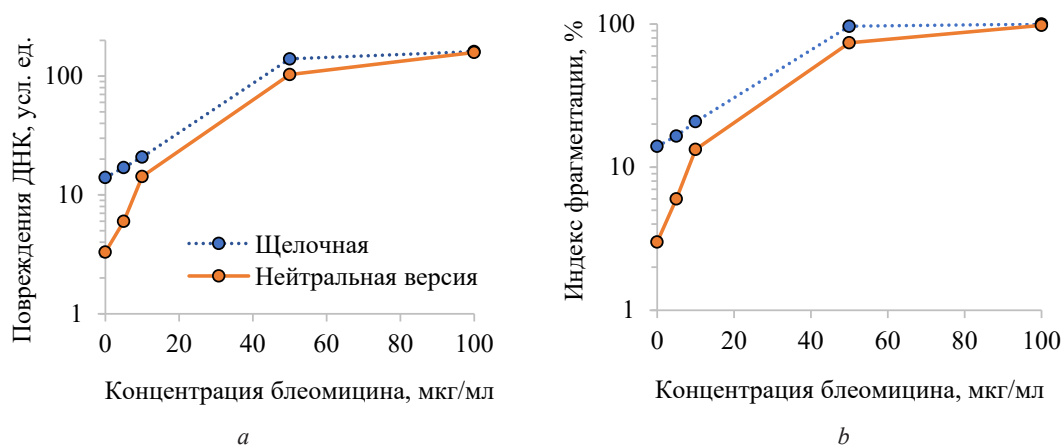 Повреждения ДНК, усл. ед.
100
10
1
Щелочная
Нейтральная версия
0 20 40 60 80 100
Концентрация блеомицина, мкг/мл
a
Индекс фрагментации, %
100
10
1
0 20 40 60 80 100
Концентрация блеомицина, мкг/мл
b